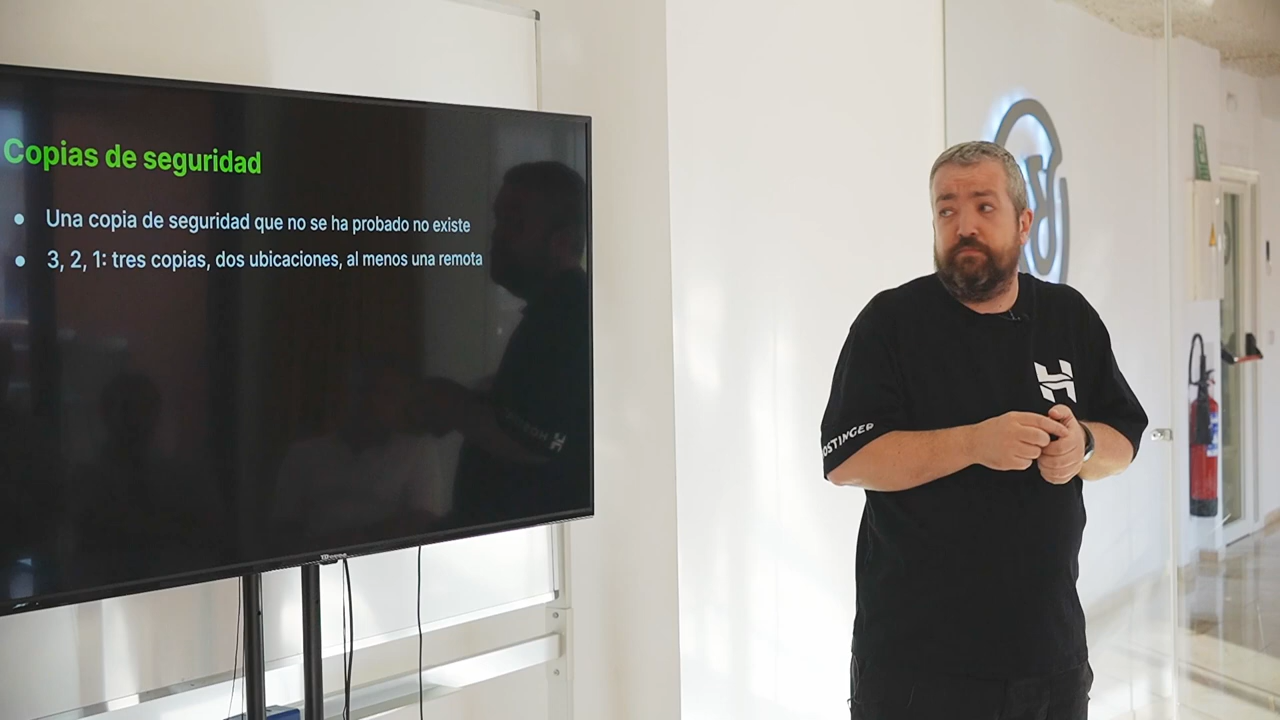 Copias de seguridad
Una copia de seguridad que no se ha probado no existe
3, 2, 1: tres copias, dos ubicaciones, al menos una remota
H
OSTINGER